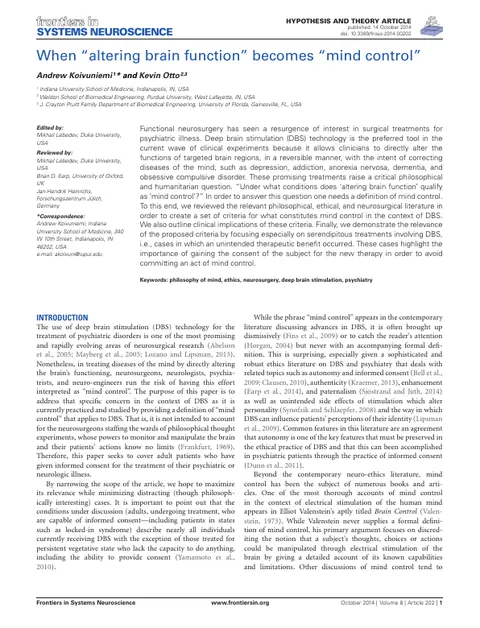 frontiers in
SYSTEMS NEUROSCIENCE
HYPOTHESIS AND THEORY ARTICLE
published: 14 October 2014
doi: 10.3389/fnsys.2014.00202
When “altering brain function” becomes “mind control”
Andrew Koivuniemi1* and Kevin Otto2,3
1 Indiana University School of Medicine, Indianapolis, IN, USA
2 Weldon School of Biomedical Engineering, Purdue University, West Lafayette, IN, USA
3 J. Crayton Pruitt Family Department of Biomedical Engineering, University of Florida, Gainesville, FL, USA
Edited by:
Mikhail Lebedev, Duke University,
USA
Reviewed by:
Mikhail Lebedev, Duke University,
USA
Brian D. Earp, University of Oxford,
UK
Jan-Hendrik Heinrichs,
Forschungszentrum Jülich,
Germany
*Correspondence:
Andrew Koivuniemi, Indiana
University School of Medicine, 340
W 10th Street, Indianapolis, IN
46202, USA
e-mail: akoivuni@iupui.edu
Functional neurosurgery has seen a resurgence of interest in surgical treatments for
psychiatric illness. Deep brain stimulation (DBS) technology is the preferred tool in the
current wave of clinical experiments because it allows clinicians to directly alter the
functions of targeted brain regions, in a reversible manner, with the intent of correcting
diseases of the mind, such as depression, addiction, anorexia nervosa, dementia, and
obsessive compulsive disorder. These promising treatments raise a critical philosophical
and humanitarian question. “Under what conditions does ‘altering brain function’ qualify
as ‘mind control’?” In order to answer this question one needs a definition of mind control.
To this end, we reviewed the relevant philosophical, ethical, and neurosurgical literature in
order to create a set of criteria for what constitutes mind control in the context of DBS.
We also outline clinical implications of these criteria. Finally, we demonstrate the relevance
of the proposed criteria by focusing especially on serendipitous treatments involving DBS,
i.e., cases in which an unintended therapeutic benefit occurred. These cases highlight the
importance of gaining the consent of the subject for the new therapy in order to avoid
committing an act of mind control.
Keywords: philosophy of mind, ethics, neurosurgery, deep brain stimulation, psychiatry
INTRODUCTION
The use of deep brain stimulation (DBS) technology for the
treatment of psychiatric disorders is one of the most promising
and rapidly evolving areas of neurosurgical research (Abelson
et al., 2005; Mayberg et al., 2005; Lozano and Lipsman, 2013).
Nonetheless, in treating diseases of the mind by directly altering
the brain’s functioning, neurosurgeons, neurologists, psychia-
trists, and neuro-engineers run the risk of having this effort
interpreted as “mind control”. The purpose of this paper is to
address that specific concern in the context of DBS as it is
currently practiced and studied by providing a definition of “mind
control” that applies to DBS. That is, it is not intended to account
for the neurosurgeons staffing the wards of philosophical thought
experiments, whose powers to monitor and manipulate the brain
and their patients’ actions know no limits (Frankfurt, 1969).
Therefore, this paper seeks to cover adult patients who have
given informed consent for the treatment of their psychiatric or
neurologic illness.
By narrowing the scope of the article, we hope to maximize
its relevance while minimizing distracting (though philosoph-
ically interesting) cases. It is important to point out that the
conditions under discussion (adults, undergoing treatment, who
are capable of informed consent—including patients in states
such as locked-in syndrome) describe nearly all individuals
currently receiving DBS with the exception of those treated for
persistent vegetative state who lack the capacity to do anything,
including the ability to provide consent (Yamamoto et al.,
2010).
While the phrase “mind control” appears in the contemporary
literature discussing advances in DBS, it is often brought up
dismissively (Fins et al., 2009) or to catch the reader’s attention
(Horgan, 2004) but never with an accompanying formal defi-
nition. This is surprising, especially given a sophisticated and
robust ethics literature on DBS and psychiatry that deals with
related topics such as autonomy and informed consent (Bell et al.,
2009; Clausen, 2010), authenticity (Kraemer, 2013), enhancement
(Earp et al., 2014), and paternalism (Sjöstrand and Juth, 2014)
as well as unintended side effects of stimulation which alter
personality (Synofzik and Schlaepfer, 2008) and the way in which
DBS can influence patients’ perceptions of their identity (Lipsman
et al., 2009). Common features in this literature are an agreement
that autonomy is one of the key features that must be preserved in
the ethical practice of DBS and that this can been accomplished
in psychiatric patients through the practice of informed consent
(Dunn et al., 2011).
Beyond the contemporary neuro-ethics literature, mind
control has been the subject of numerous books and arti-
cles. One of the most thorough accounts of mind control
in the context of electrical stimulation of the human mind
appears in Elliot Valenstein’s aptly titled Brain Control (Valen-
stein, 1973). While Valenstein never supplies a formal defini-
tion of mind control, his primary argument focuses on discred-
iting the notion that a subject’s thoughts, choices or actions
could be manipulated through electrical stimulation of the
brain by giving a detailed account of its known capabilities
and limitations. Other discussions of mind control tend to
Frontiers in Systems Neuroscience
www.frontiersin.org
October 2014 | Volume 8 | Article 202 | 1